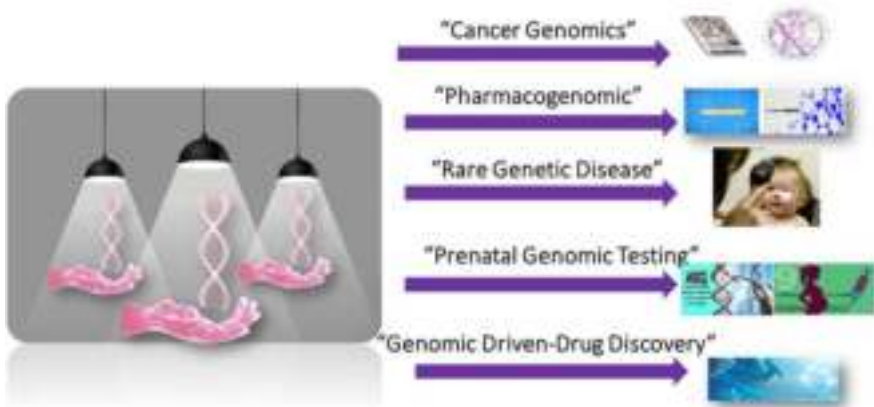 "Cancer Genomics"
"Pharmacogenomic"
"Rare Genetic Disease"
"Prenatal Genomic Testing"
"Genomic Driven-Drug Discovery"